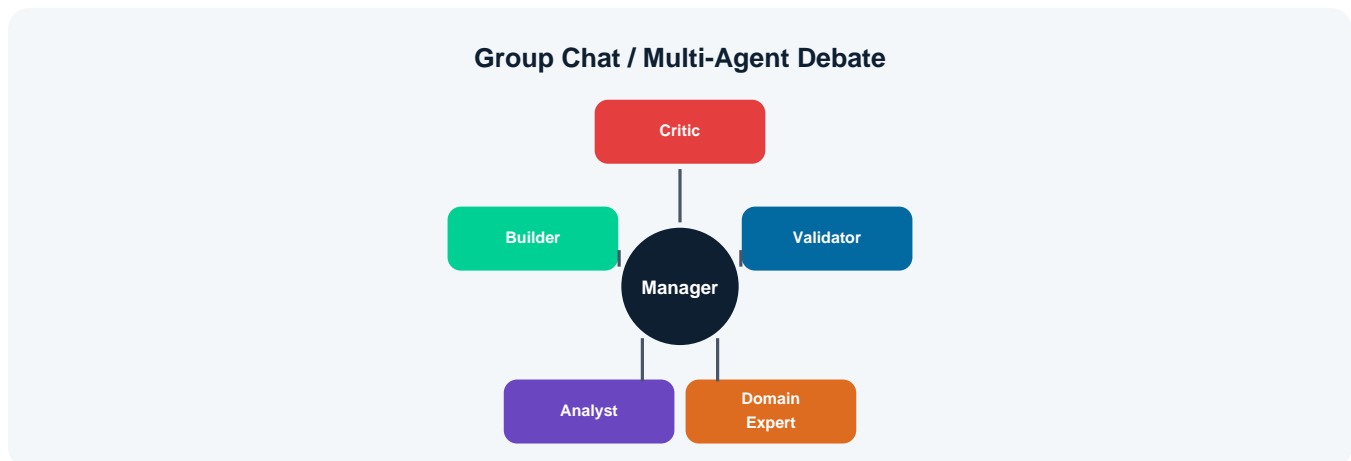 Group Chat / Multi-Agent Debate
Critic
Builder
Validator
Manager
Analyst
Domain
Expert